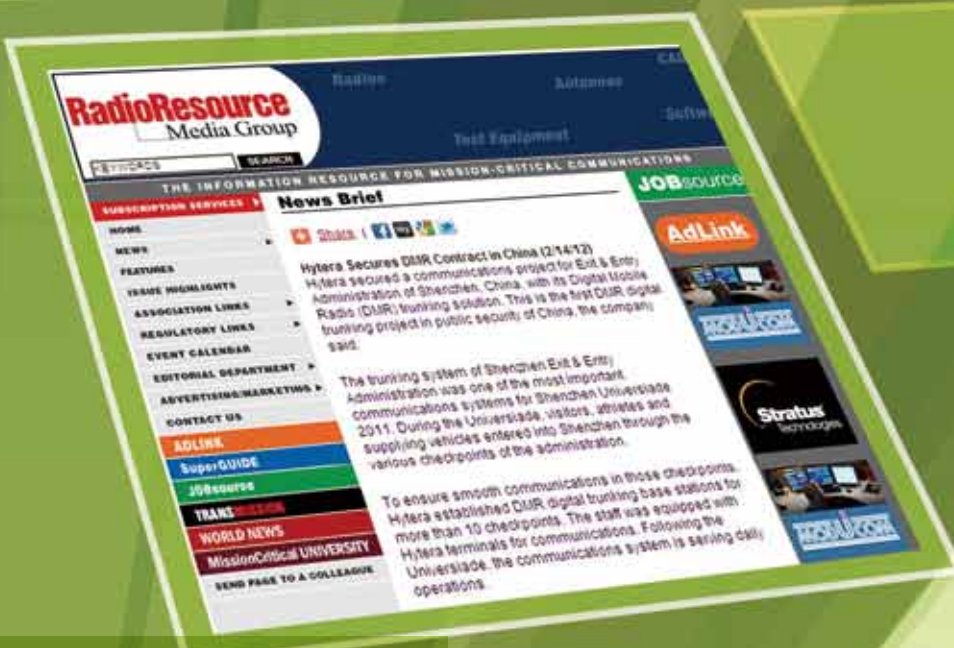 RadioResource
Media Group
KEYWORDS
SEARCH
Radios
Antennas
Test Equipment
THE INFORMATION RESOURCE FOR MISSION-CRITICAL COMMUNICATIONS
SUBSCRIPTION SERVICES
HOME
NEWS
FEATURES
ISSUE HIGHLIGHTS
ASSOCIATION LINKS
REGULATORY LINKS
EVENT CALENDAR
EDITORIAL DEPARTMENT
ADVERTISING/MARKETING
CONTACT US
ADLINK
SuperGUIDE
JOBsource
TRANSMISSION
WORLD NEWS
MissionCritical UNIVERSITY
SEND PAGE TO A COLLEAGUE
News Brief
Share
Hytera Secures DMR Contract in China (2/14/12)
Hytera secured a communications project for Exit & Entry
Administration of Shenzhen, China, with its Digital Mobile
Radio (DMR) trunking solution. This is the first DMR digital
trunking project in public security of China, the company
said.
The trunking system of Shenzhen Exit & Entry
Administration was one of the most important
communications systems for Shenzhen Universiade
2011. During the Universiade, visitors, athletes and
supplying vehicles entered into Shenzhen through the
various checkpoints of the administration.
To ensure smooth communications in those checkpoints,
Hytera established DMR digital trunking base stations for
more than 10 checkpoints. The staff was equipped with
Hytera terminals for communications. Following the
Universiade, the communications system is serving daily
operations.
JOBsource
AdLink
Stratus
Technologies